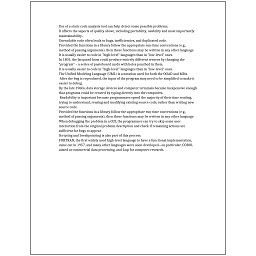 Use of a static code analysis tool can help detect some possible problems.
It affects the aspects of quality above, including portability, usability and most importantly
maintainability.
Unreadable code often leads to bugs, inefficiencies, and duplicated code.
Provided the functions in a library follow the appropriate run-time conventions (e.g.,
method of passing arguments), then these functions may be written in any other language.
It is usually easier to code in "high-level" languages than in "low-level" ones.
In 1801, the Jacquard loom could produce entirely different weaves by changing the
"program" - a series of pasteboard cards with holes punched in them.
It is usually easier to code in "high-level" languages than in "low-level" ones.
The Unified Modeling Language (UML) is a notation used for both the OOAD and MDA.
After the bug is reproduced, the input of the program may need to be simplified to make it
easier to debug.
By the late 1960s, data storage devices and computer terminals became inexpensive enough
that programs could be created by typing directly into the computers.
Readability is important because programmers spend the majority of their time reading,
trying to understand, reusing and modifying existing source code, rather than writing new
source code.
Provided the functions in a library follow the appropriate run-time conventions (e.g.,
method of passing arguments), then these functions may be written in any other language.
When debugging the problem in a GUI, the programmer can try to skip some user
interaction from the original problem description and check if remaining actions are
sufficient for bugs to appear.
Scripting and breakpointing is also part of this process.
FORTRAN, the first widely used high-level language to have a functional implementation,
came out in 1957, and many other languages were soon developed—in particular, COBOL
aimed at commercial data processing, and Lisp for computer research.